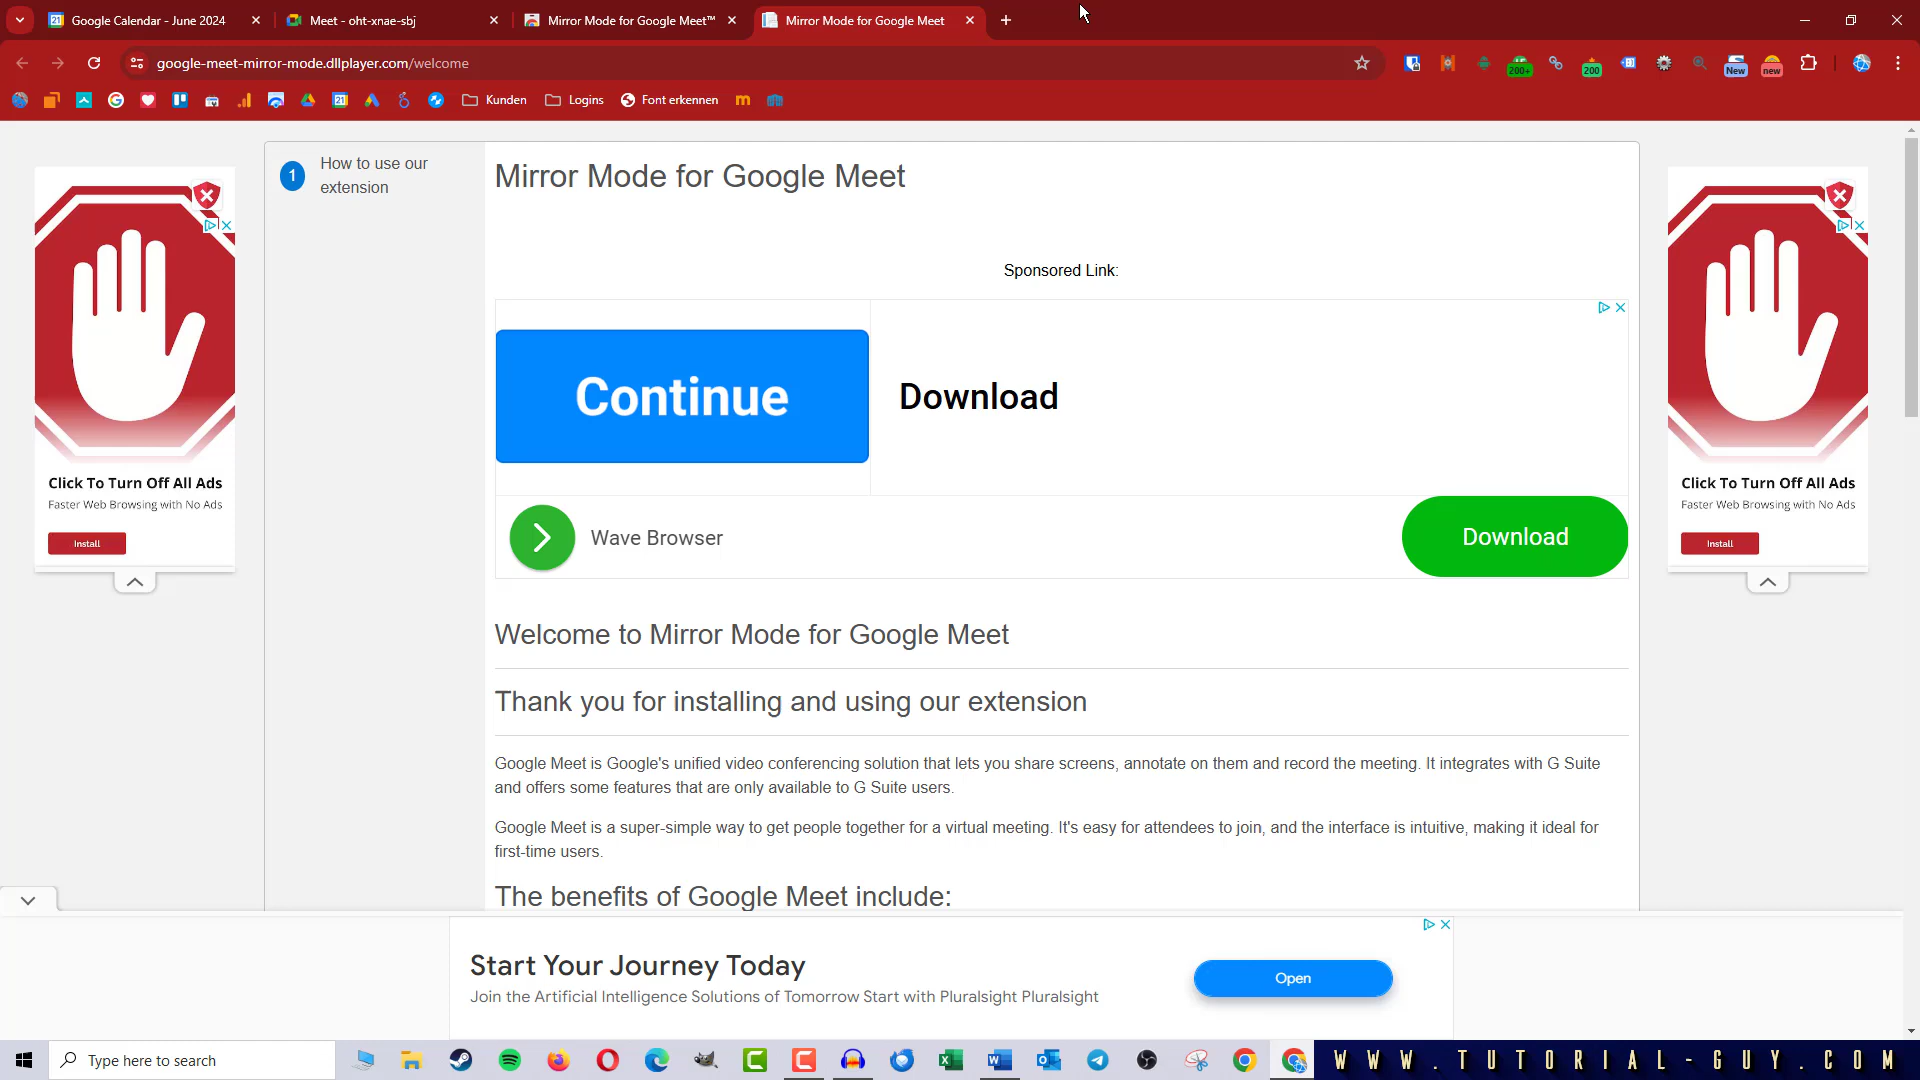 Google Calendar - June 2024
Meet - oht-xnae-sbj
Mirror Mode for Google Meet™
Mirror Mode for Google Meet
google-meet-mirror-mode.dllplayer.com/welcome
200+
200
New
new
Kunden
Logins
Font erkennen
1
How to use our
extension
Mirror Mode for Google Meet
Sponsored Link:
Continue
Download
Wave Browser
Download
Click To Turn Off All Ads
Faster Web Browsing with No Ads
Install
Click To Turn Off All Ads
Faster Web Browsing with No Ads
Install
Welcome to Mirror Mode for Google Meet
Thank you for installing and using our extension
Google Meet is Google's unified video conferencing solution that lets you share screens, annotate on them and record the meeting. It integrates with G Suite
and offers some features that are only available to G Suite users.
Google Meet is a super-simple way to get people together for a virtual meeting. It's easy for attendees to join, and the interface is intuitive, making it ideal for
first-time users.
The benefits of Google Meet include:
Start Your Journey Today
Join the Artificial Intelligence Solutions of Tomorrow Start with Pluralsight Pluralsight
Open
Type here to search
WWW.TUTORIAL-GUY.COM